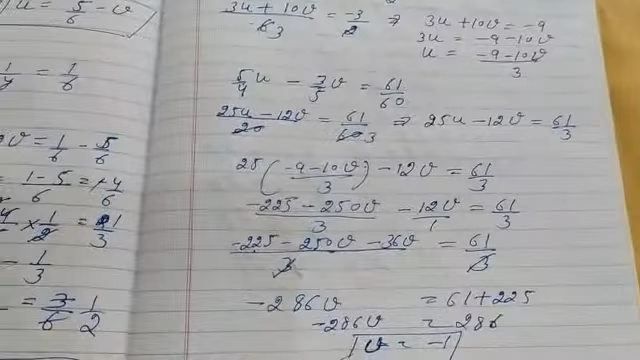 u = 5/6 - v
1/4 = 1/6
2v = 1/6 - 5/6
= 1-5/6 = -4/6
× 1/2 = 1/3
- 1/3
= 3/6 1/2
3u + 10v/-63 = -3/2 ⇒ 3u + 10v = -9
3u = -9 - 10v
u = -9 - 10v/3
5/4 u - 3/5 v = 61/60
25u - 12v/20 = 61/60 3 ⇒ 25u - 12v = 61/3
25 (-9 - 10v/3) - 12v = 61/3
-225 - 250v/3 - 12v/1 = 61/3
-225 - 250v - 36v/3 = 61/3
-286v = 61 + 225
-286v = 286
v = -1